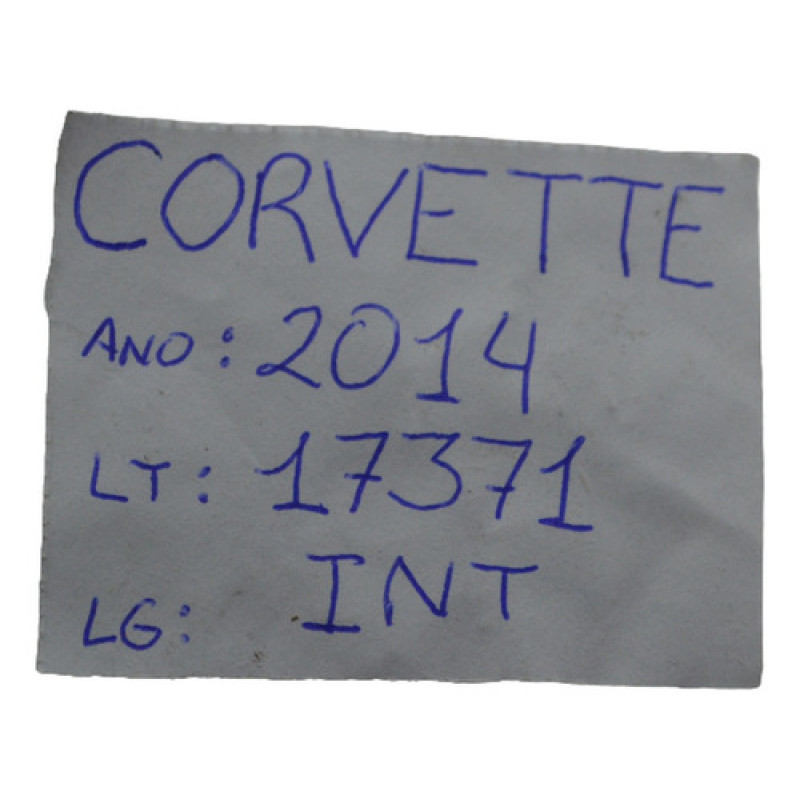 CORVETTE
ANO: 2014
LT: 17371
LG: INT